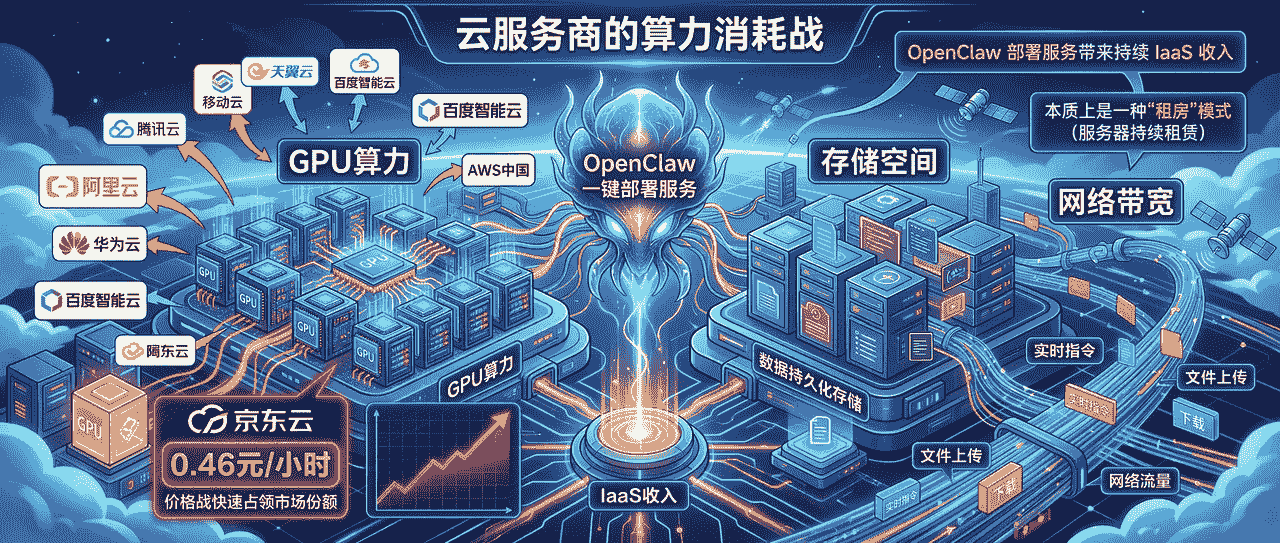 云服务商的算力消耗战
OpenClaw 部署服务带来持续 IaaS 收入
本质上是一种“租房”模式
(服务器持续租赁)
移动云
天翼云
百度智能云
百度智能云
腾讯云
AWS中国
阿里云
华为云
百度智能云
GPU算力
OpenClaw
一键部署服务
存储空间
网络带宽
GPU
GPU
GPU
GPU
GPU
GPU
GPU算力
数据持久化存储
京东云
0.46元/小时
价格战快速占领市场份额
IaaS收入
实时指令
文件上传
实时指令
下载
文件上传
实时指令
下载
网络流量